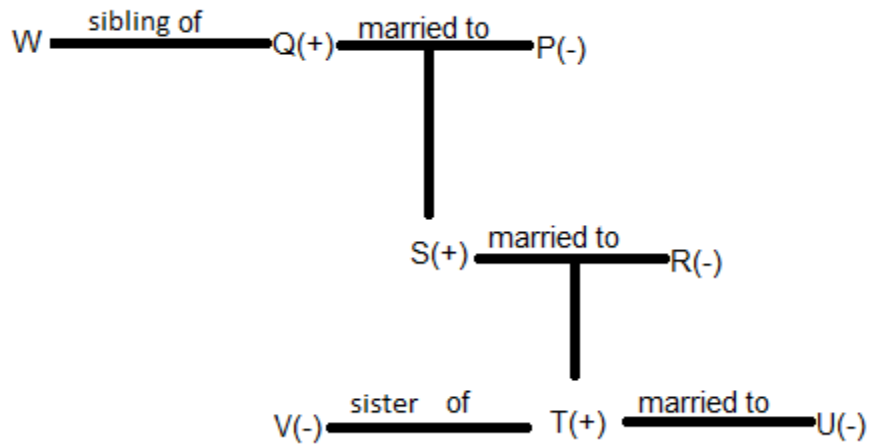 W sibling of Q(+) married to P(-)
S(+) married to R(-)
V(-) sister of T(+) married to U(-)